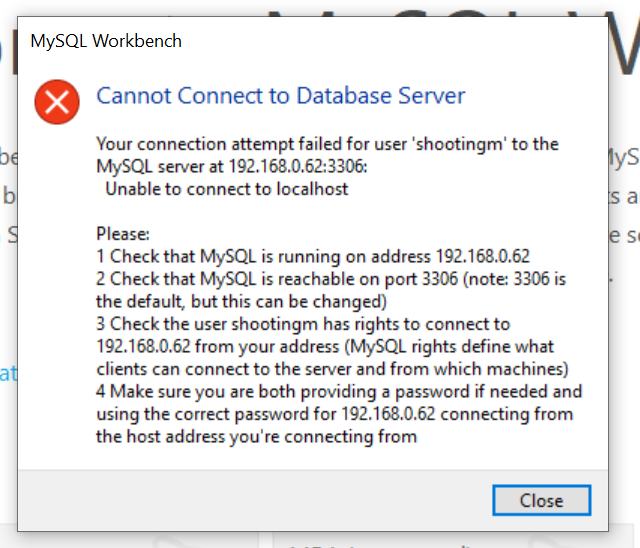 MySQL Workbench
Cannot Connect to Database Server
Your connection attempt failed for user 'shootingm' to the
MySQL server at 192.168.0.62:3306:
Unable to connect to localhost
Please:
1 Check that MySQL is running on address 192.168.0.62
2 Check that MySQL is reachable on port 3306 (note: 3306 is
the default, but this can be changed)
3 Check the user shootingm has rights to connect to
192.168.0.62 from your address (MySQL rights define what
clients can connect to the server and from which machines)
4 Make sure you are both providing a password if needed and
using the correct password for 192.168.0.62 connecting from
the host address you're connecting from
Close